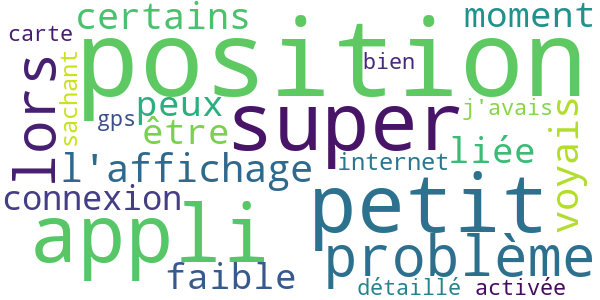 certains
moment
carte
position
bien
lors
sachant
gps
peux
super
j'avais
être
voyais
l'affichage
internet
liée
connexion
petit
appli
problème
faible
détaillé
activée